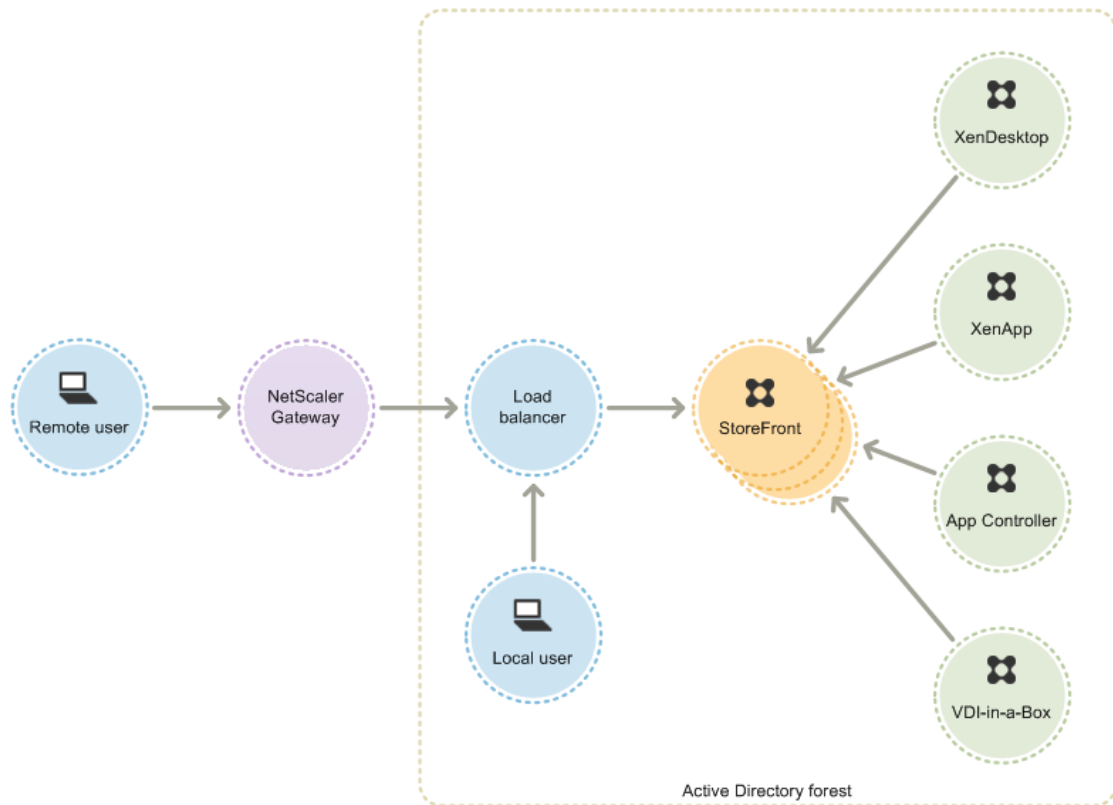 XenDesktop
XenApp
Remote user
NetScaler
Gateway
Load
balancer
StoreFront
App Controller
Local user
VDI-in-a-Box
Active Directory forest